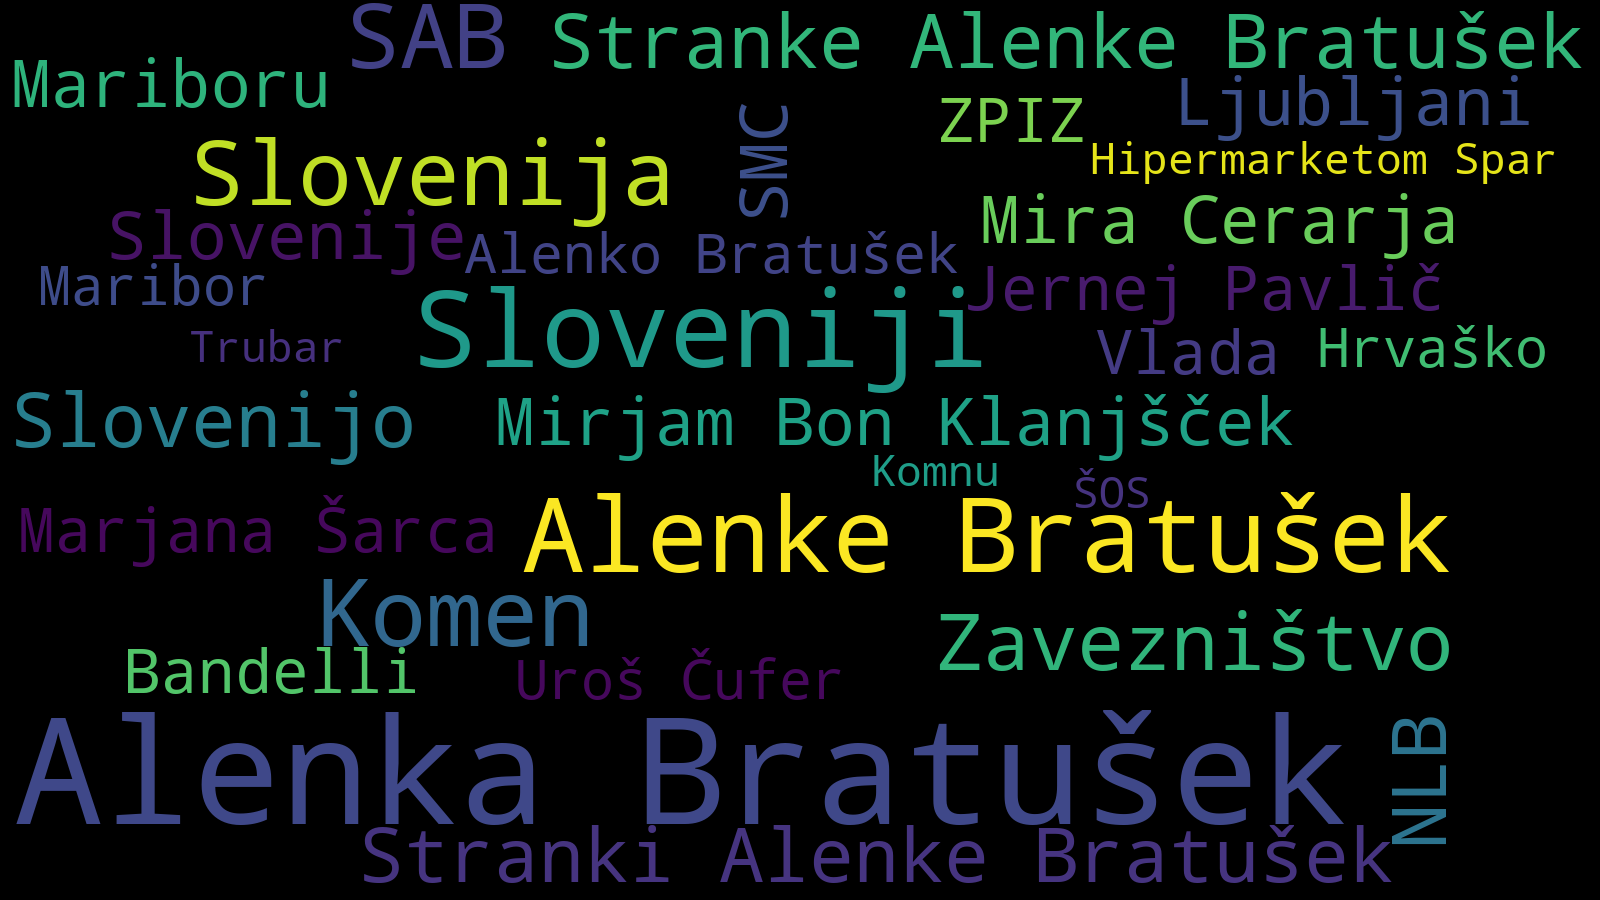 SAB
Stranke Alenke Bratušek
Mariboru
Ljubljani
ZPIZ
SMC
Hipermarketom Spar
Slovenija
Mira Cerarja
Slovenije
Alenko Bratušek
Maribor
Jernej Pavlič
Sloveniji
Trubar
Vlada
Hrvaško
Slovenijo
Mirjam Bon Klanjšček
Komnu
ŠOS
Marjana Šarca
Alenke Bratušek
Komen
Zavezništvo
Bandelli
Uroš Čufer
Alenka Bratušek
NLB
Stranki Alenke Bratušek